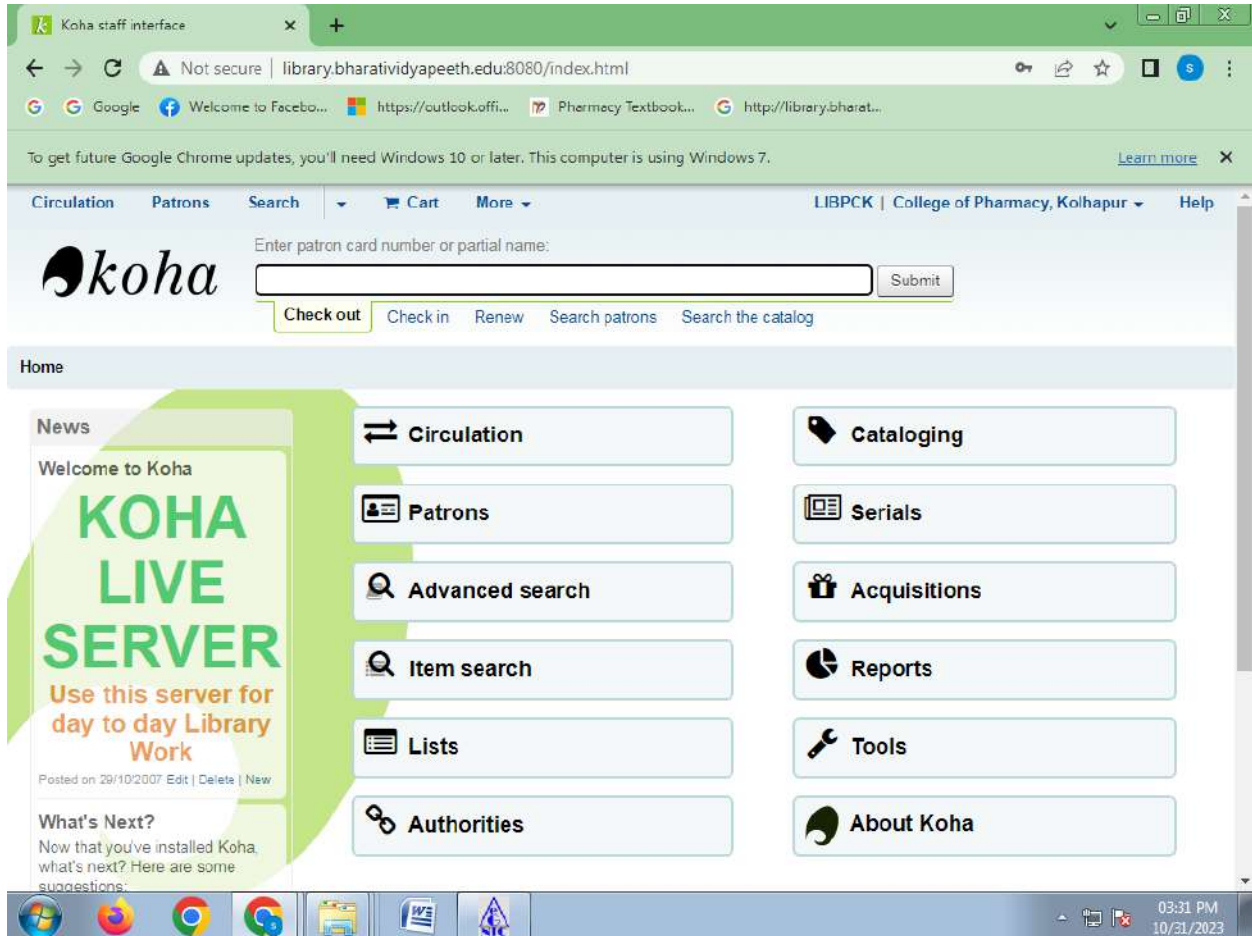 Koha staff interface
Not secure | library.bharatividyapeeth.edu:8080/index.html
Google Welcome to Facebo... https://outlook.offi... Pharmacy Textbook... http://library.bharat...
To get future Google Chrome updates, you'll need Windows 10 or later. This computer is using Windows 7. Learn more
Circulation Patrons Search Cart More LIBPCK | College of Pharmacy, Kolhapur Help
Enter patron card number or partial name:
koha
Submit
Check out Check in Renew Search patrons Search the catalog
Home
News
Welcome to Koha
KOHA
LIVE
SERVER
Use this server for
day to day Library
Work
Posted on 29/10/2007 Edit | Delete | New
What's Next?
Now that you've installed Koha,
what's next? Here are some
suggestions:
Circulation
Patrons
Advanced search
Item search
Lists
Authorities
Cataloging
Serials
Acquisitions
Reports
Tools
About Koha
03:31 PM
10/31/2023